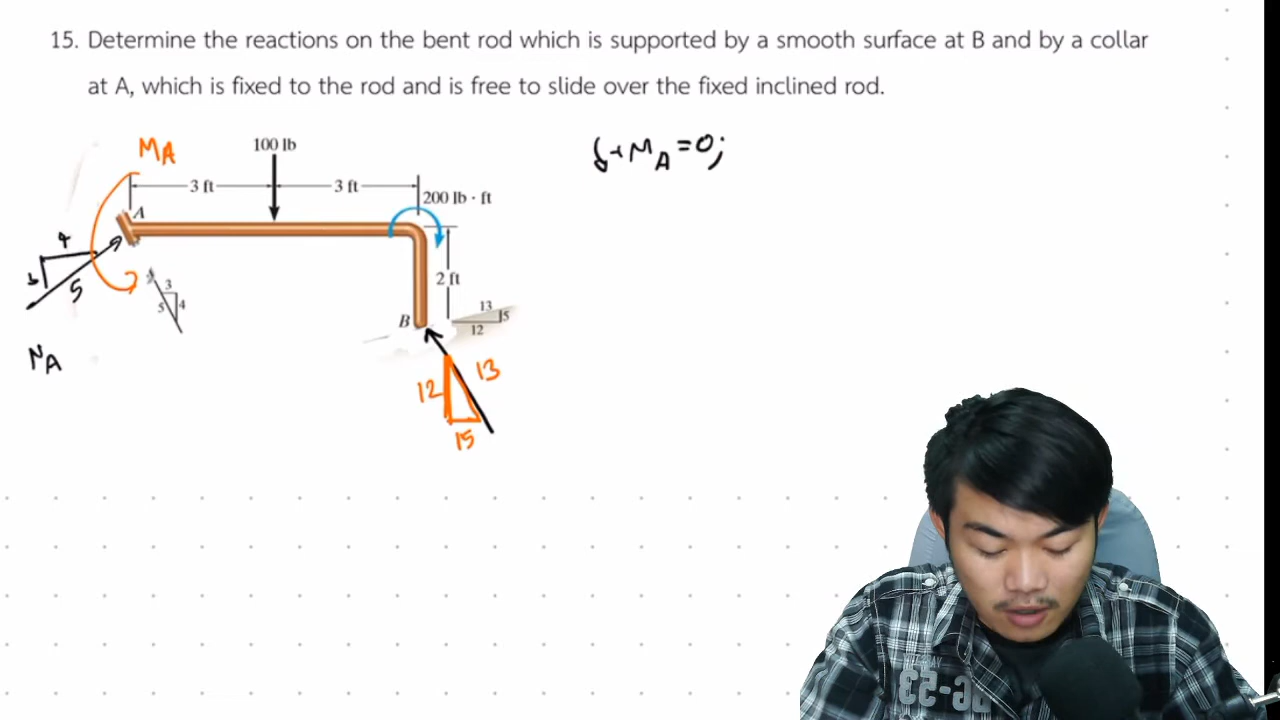 15. Determine the reactions on the bent rod which is supported by a smooth surface at B and by a collar
at A, which is fixed to the rod and is free to slide over the fixed inclined rod.
MA
100 lb
3 ft
3 ft
200 lb · ft
A
2 ft
B
4
5
3
5
4
13
5
12
NA
12
13
15
+MA=0;